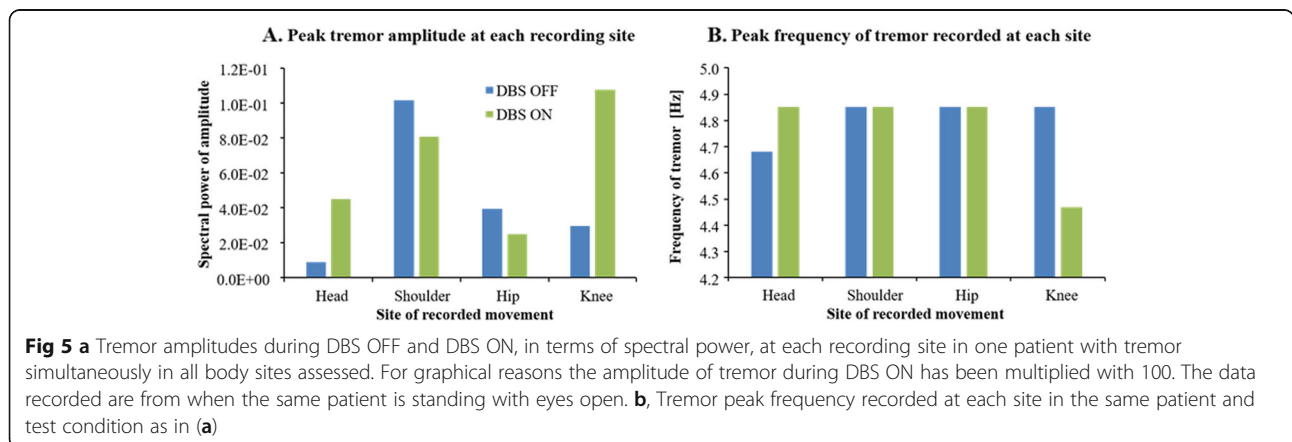 A. Peak tremor amplitude at each recording site
Spectral power of amplitude
1.2E-01
1.0E-01
8.0E-02
6.0E-02
4.0E-02
2.0E-02
0.0E+00
DBS OFF
DBS ON
Head Shoulder Hip Knee
Site of recorded movement
B. Peak frequency of tremor recorded at each site
Frequency of tremor [Hz]
5.0
4.9
4.8
4.7
4.6
4.5
4.3
4.2
Head Shoulder Hip Knee
Site of recorded movement
Fig 5 a Tremor amplitudes during DBS OFF and DBS ON, in terms of spectral power, at each recording site in one patient with tremor
simultaneously in all body sites assessed. For graphical reasons the amplitude of tremor during DBS ON has been multiplied with 100. The data
recorded are from when the same patient is standing with eyes open. b, Tremor peak frequency recorded at each site in the same patient and
test condition as in (a)